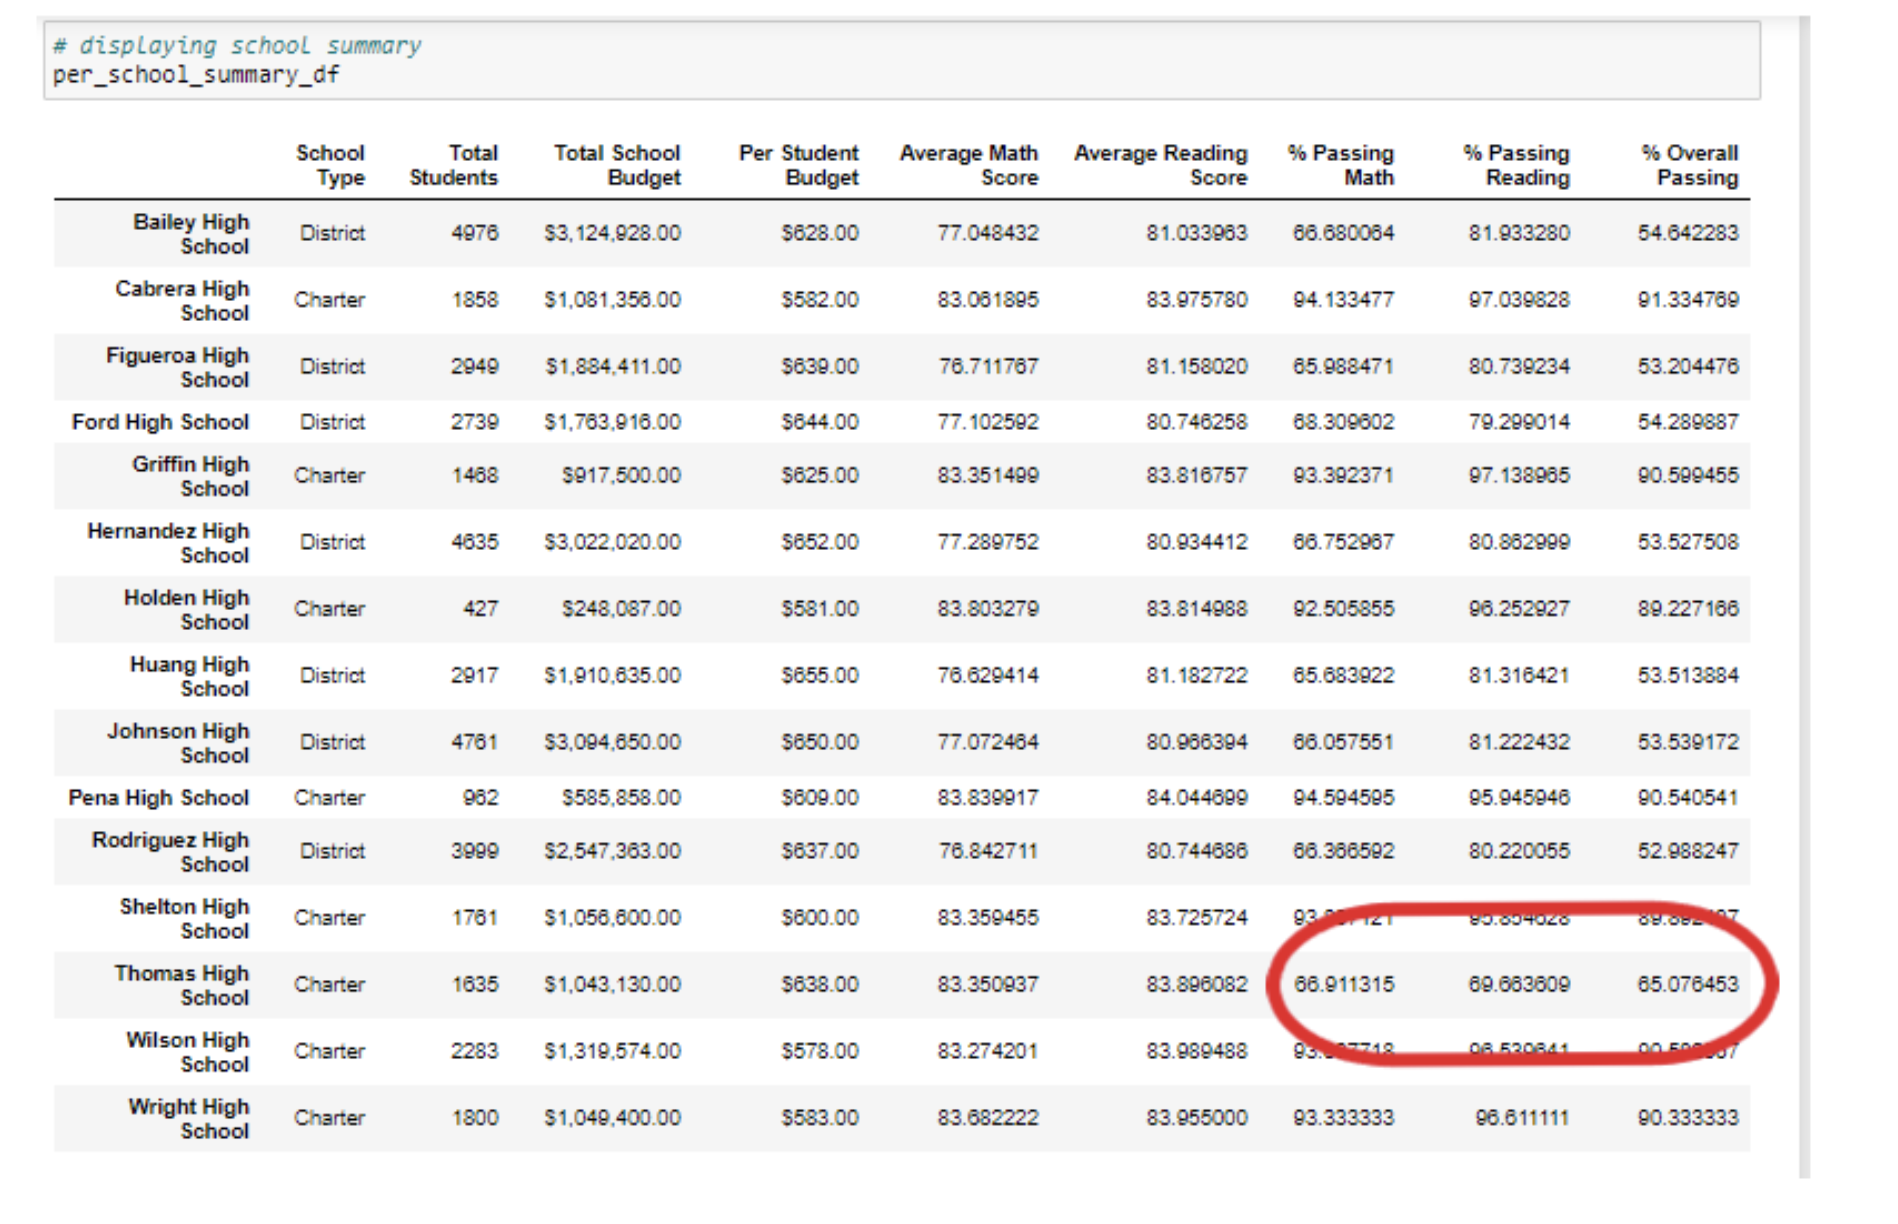 # displaying school summary
per_school_summary_df
School Type Total Students Total School Budget Per Student Budget Average Math Score Average Reading Score % Passing Math % Passing Reading % Overall Passing
Bailey High School District 4976 $3,124,928.00 $628.00 77.048432 81.033963 66.680064 81.933280 54.642283
Cabrera High School Charter 1858 $1,081,356.00 $582.00 83.061895 83.975780 94.133477 97.039828 91.334769
Figueroa High School District 2949 $1,884,411.00 $639.00 76.711767 81.158020 65.988471 80.739234 53.204476
Ford High School District 2739 $1,763,916.00 $644.00 77.102592 80.746258 68.309602 79.299014 54.289887
Griffin High School Charter 1468 $917,500.00 $625.00 83.351499 83.816757 93.392371 97.138965 90.599455
Hernandez High School District 4635 $3,022,020.00 $652.00 77.289752 80.934412 66.752967 80.862999 53.527508
Holden High School Charter 427 $248,087.00 $581.00 83.803279 83.814988 92.505855 96.252927 89.227166
Huang High School District 2917 $1,910,635.00 $655.00 76.629414 81.182722 65.683922 81.316421 53.513884
Johnson High School District 4761 $3,094,650.00 $650.00 77.072464 80.966394 66.057551 81.222432 53.539172
Pena High School Charter 962 $585,858.00 $609.00 83.839917 84.044699 94.594595 95.945946 90.540541
Rodriguez High School District 3999 $2,547,363.00 $637.00 76.842711 80.744686 66.366592 80.220055 52.988247
Shelton High School Charter 1761 $1,056,600.00 $600.00 83.359455 83.725724 95.854628
Thomas High School Charter 1635 $1,043,130.00 $638.00 83.350937 83.896082 66.911315 69.663609 65.076453
Wilson High School Charter 2283 $1,319,574.00 $578.00 83.274201 83.989488 96.539641
Wright High School Charter 1800 $1,049,400.00 $583.00 83.682222 83.955000 93.333333 96.611111 90.333333